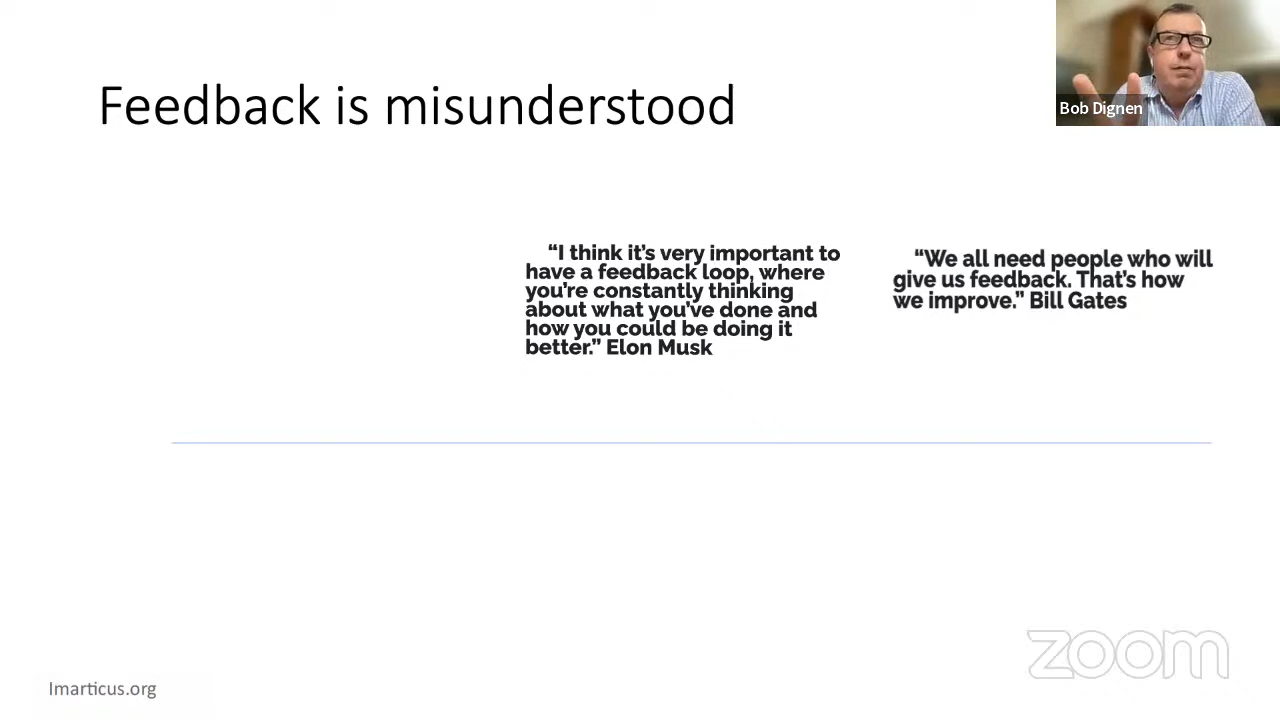 Feedback is misunderstood
Bob Dignen
“I think it’s very important to
have a feedback loop, where
you’re constantly thinking
about what you’ve done and
how you could be doing it
better.” Elon Musk
“We all need people who will
give us feedback. That’s how
we improve.” Bill Gates
zoom
Imarticus.org